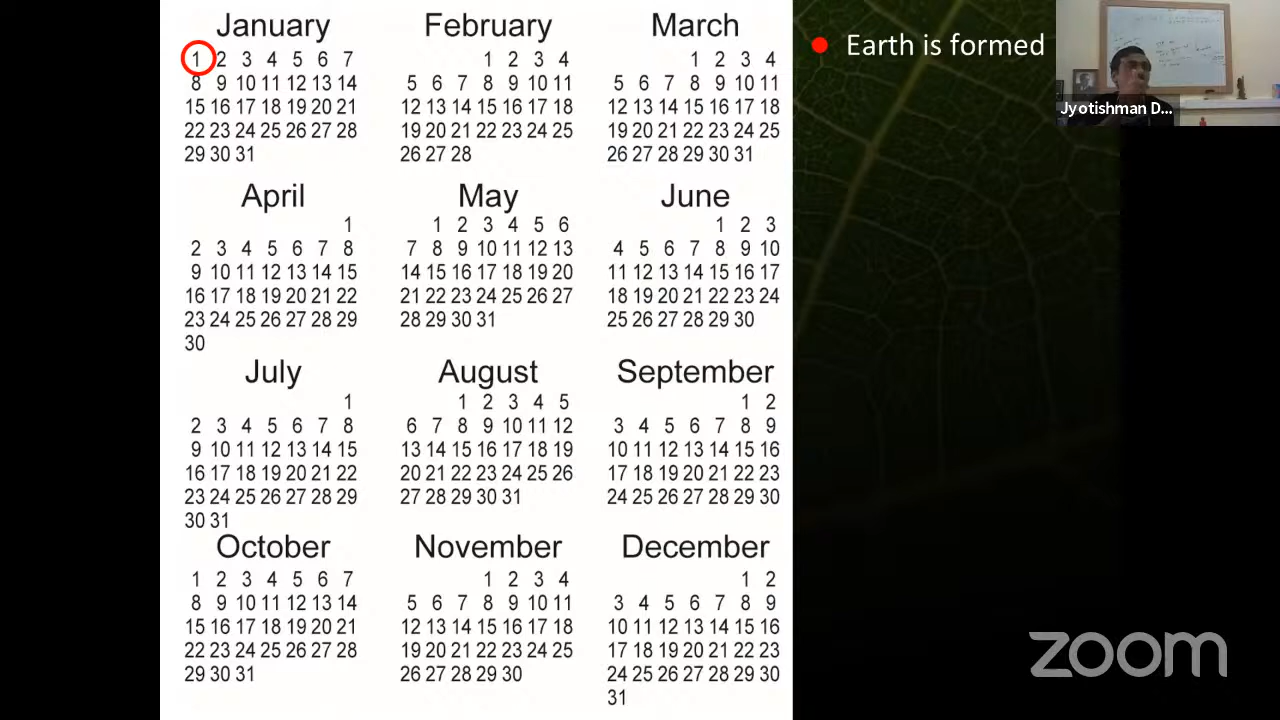 January February March
1 2 3 4 5 6 7 1 2 3 4 1 2 3 4
8 9 10 11 12 13 14 5 6 7 8 9 10 11 5 6 7 8 9 10 11
15 16 17 18 19 20 21 12 13 14 15 16 17 18 12 13 14 15 16 17 18
22 23 24 25 26 27 28 19 20 21 22 23 24 25 19 20 21 22 23 24 25
29 30 31 26 27 28 26 27 28 29 30 31
April May June
1 1 2 3 4 5 6 1 2 3
2 3 4 5 6 7 8 7 8 9 10 11 12 13 4 5 6 7 8 9 10
9 10 11 12 13 14 15 14 15 16 17 18 19 20 11 12 13 14 15 16 17
16 17 18 19 20 21 22 21 22 23 24 25 26 27 18 19 20 21 22 23 24
23 24 25 26 27 28 29 28 29 30 31 25 26 27 28 29 30
30
July August September
1 1 2 3 4 5 1 2
2 3 4 5 6 7 8 6 7 8 9 10 11 12 3 4 5 6 7 8 9
9 10 11 12 13 14 15 13 14 15 16 17 18 19 10 11 12 13 14 15 16
16 17 18 19 20 21 22 20 21 22 23 24 25 26 17 18 19 20 21 22 23
23 24 25 26 27 28 29 27 28 29 30 31 24 25 26 27 28 29 30
30 31
October November December
1 2 3 4 5 6 7 1 2 3 4 1 2
8 9 10 11 12 13 14 5 6 7 8 9 10 11 3 4 5 6 7 8 9
15 16 17 18 19 20 21 12 13 14 15 16 17 18 10 11 12 13 14 15 16
22 23 24 25 26 27 28 19 20 21 22 23 24 25 17 18 19 20 21 22 23
29 30 31 26 27 28 29 30 24 25 26 27 28 29 30
31
Earth is formed
Jyotishman D...
zoom